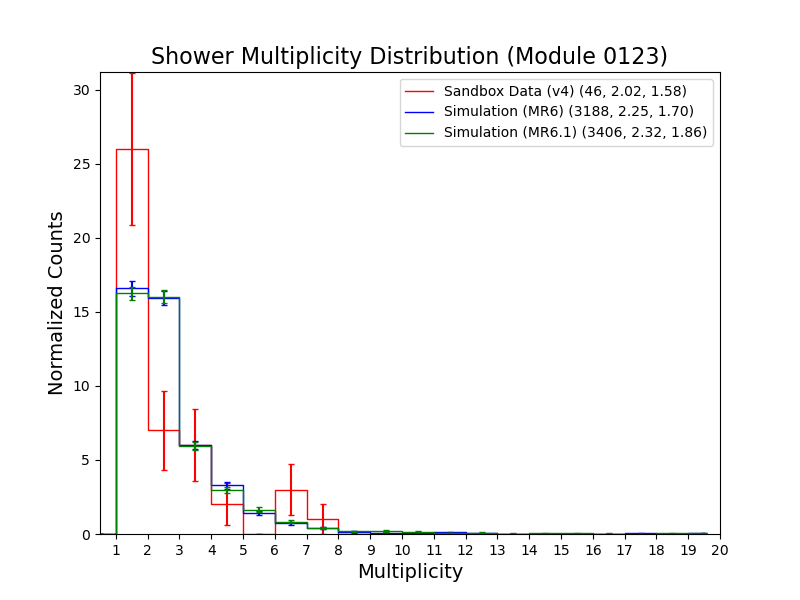 Shower Multiplicity Distribution (Module 0123)
Sandbox Data (v4) (46, 2.02, 1.58)
Simulation (MR6) (3188, 2.25, 1.70)
Simulation (MR6.1) (3406, 2.32, 1.86)
Normalized Counts
30
25
20
15
10
5
0
1 2 3 4 5 6 7 8 9 10 11 12 13 14 15 16 17 18 19 20
Multiplicity